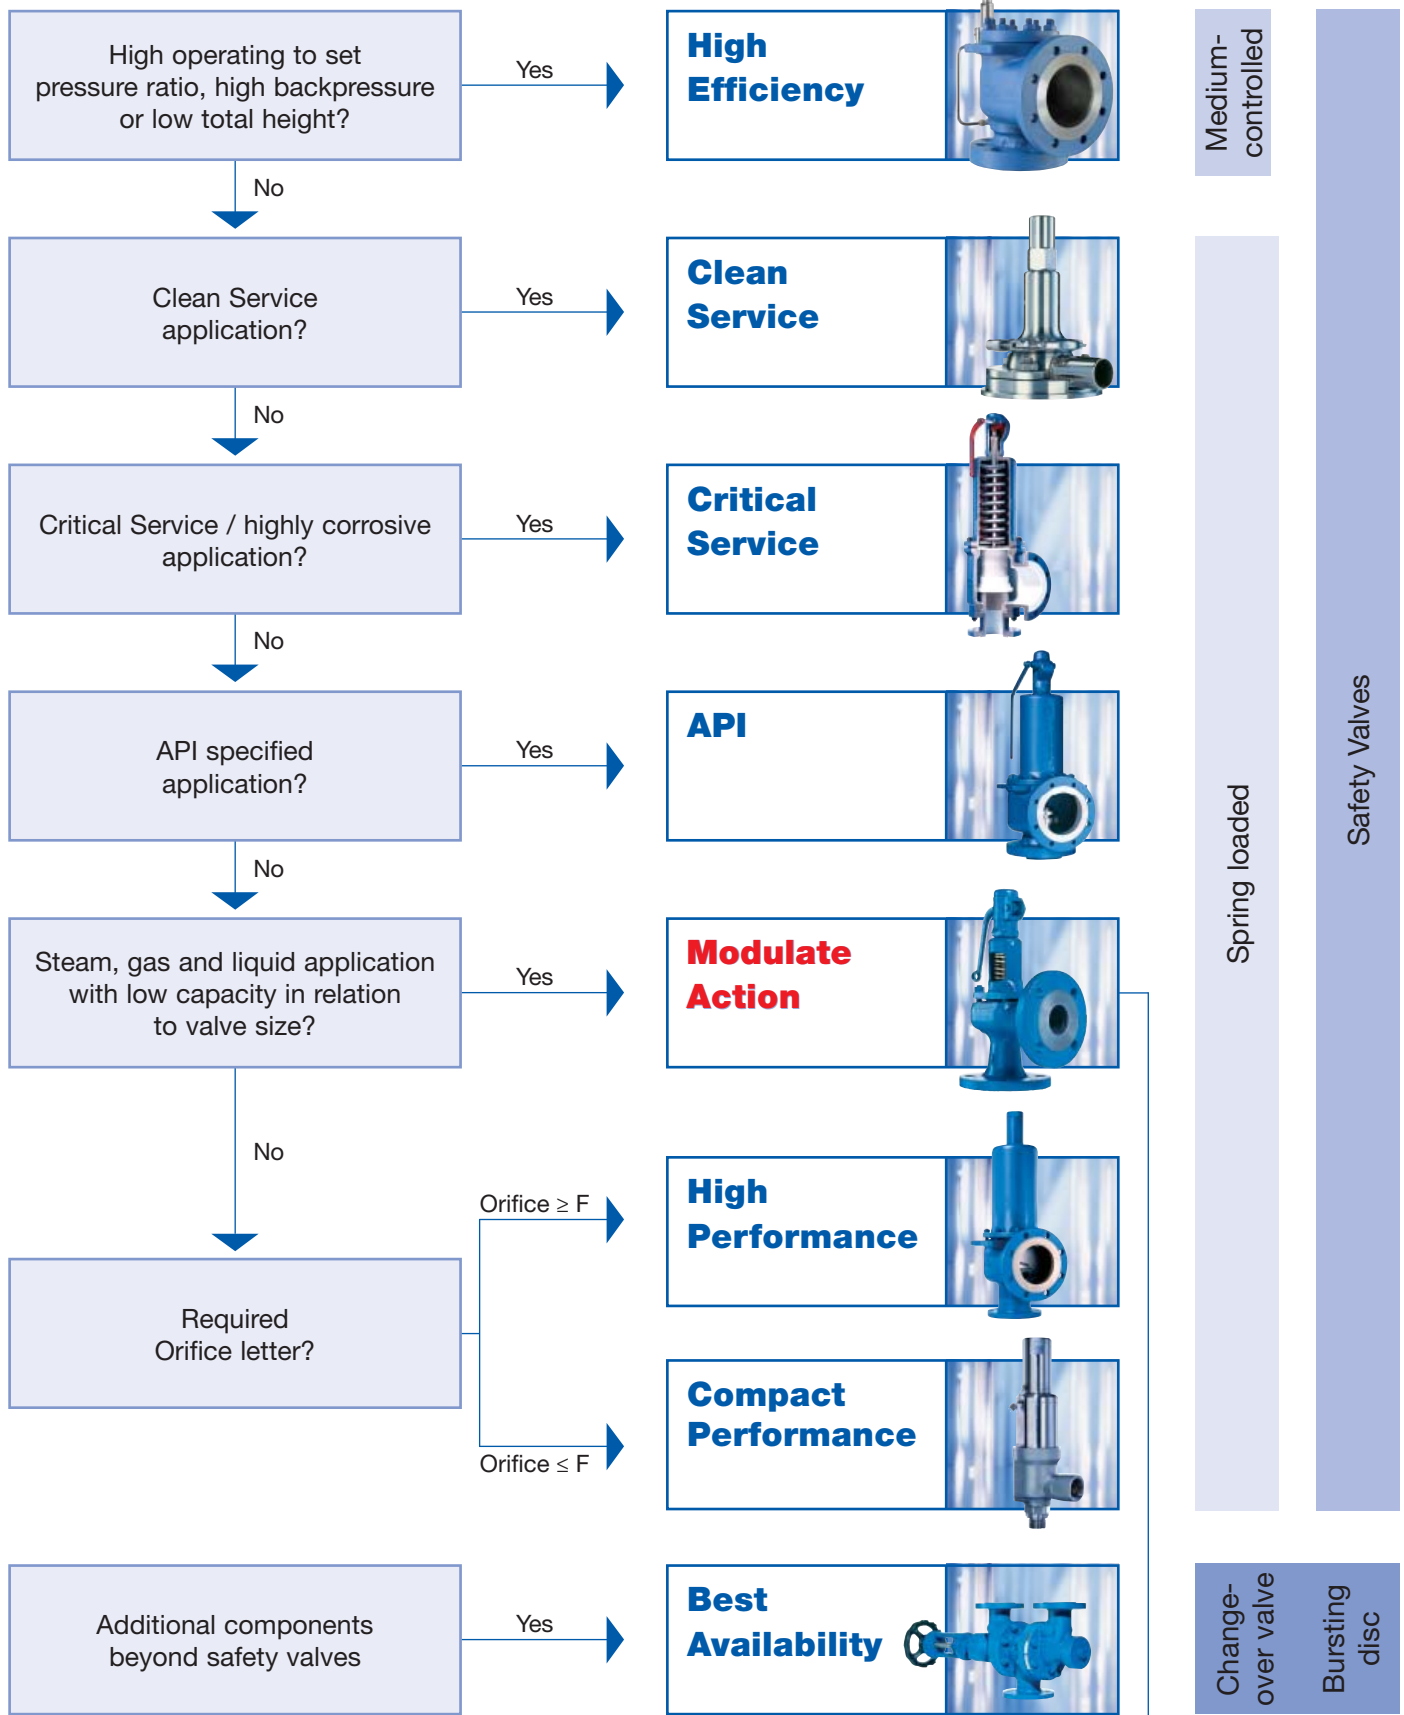 High operating to set
pressure ratio, high backpressure
or low total height?
Yes
High
Efficiency
Medium-
controlled
No
Clean Service
application?
Yes
Clean
Service
No
Critical Service / highly corrosive
application?
Yes
Critical
Service
No
API specified
application?
Yes
API
Spring loaded
Safety Valves
No
Steam, gas and liquid application
with low capacity in relation
to valve size?
Yes
Modulate
Action
No
Required
Orifice letter?
Orifice ≥ F
High
Performance
Orifice ≤ F
Compact
Performance
Additional components
beyond safety valves
Yes
Best
Availability
Change-
over valve
Bursting
disc